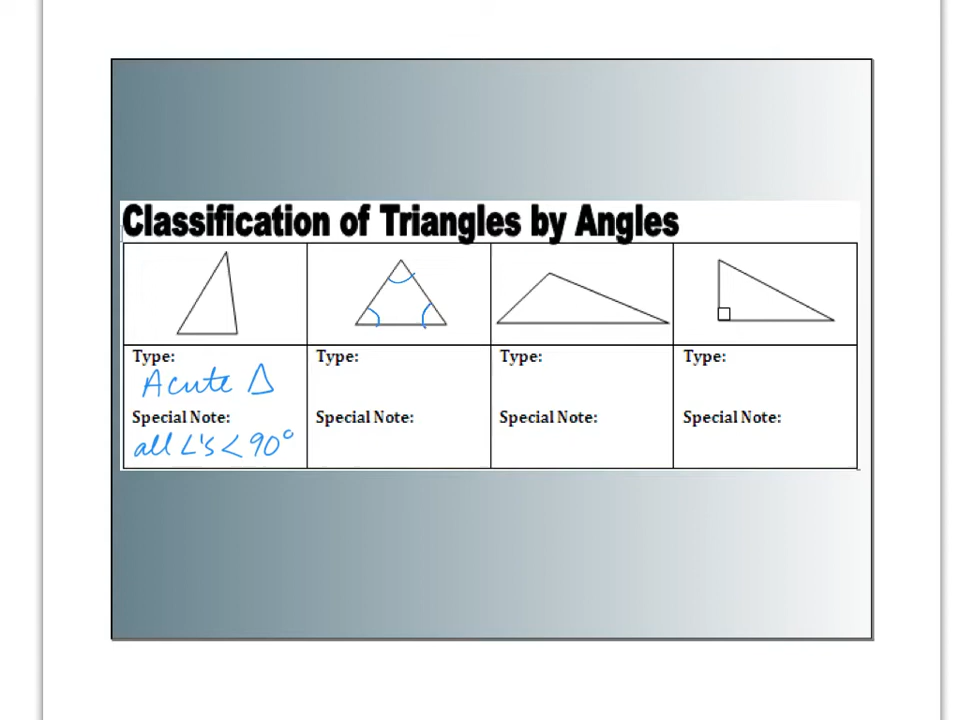 Classification of Triangles by Angles
Type:
Acute Δ
Special Note:
all ∠'s < 90°
Type:
Special Note:
Type:
Special Note:
Type:
Special Note: